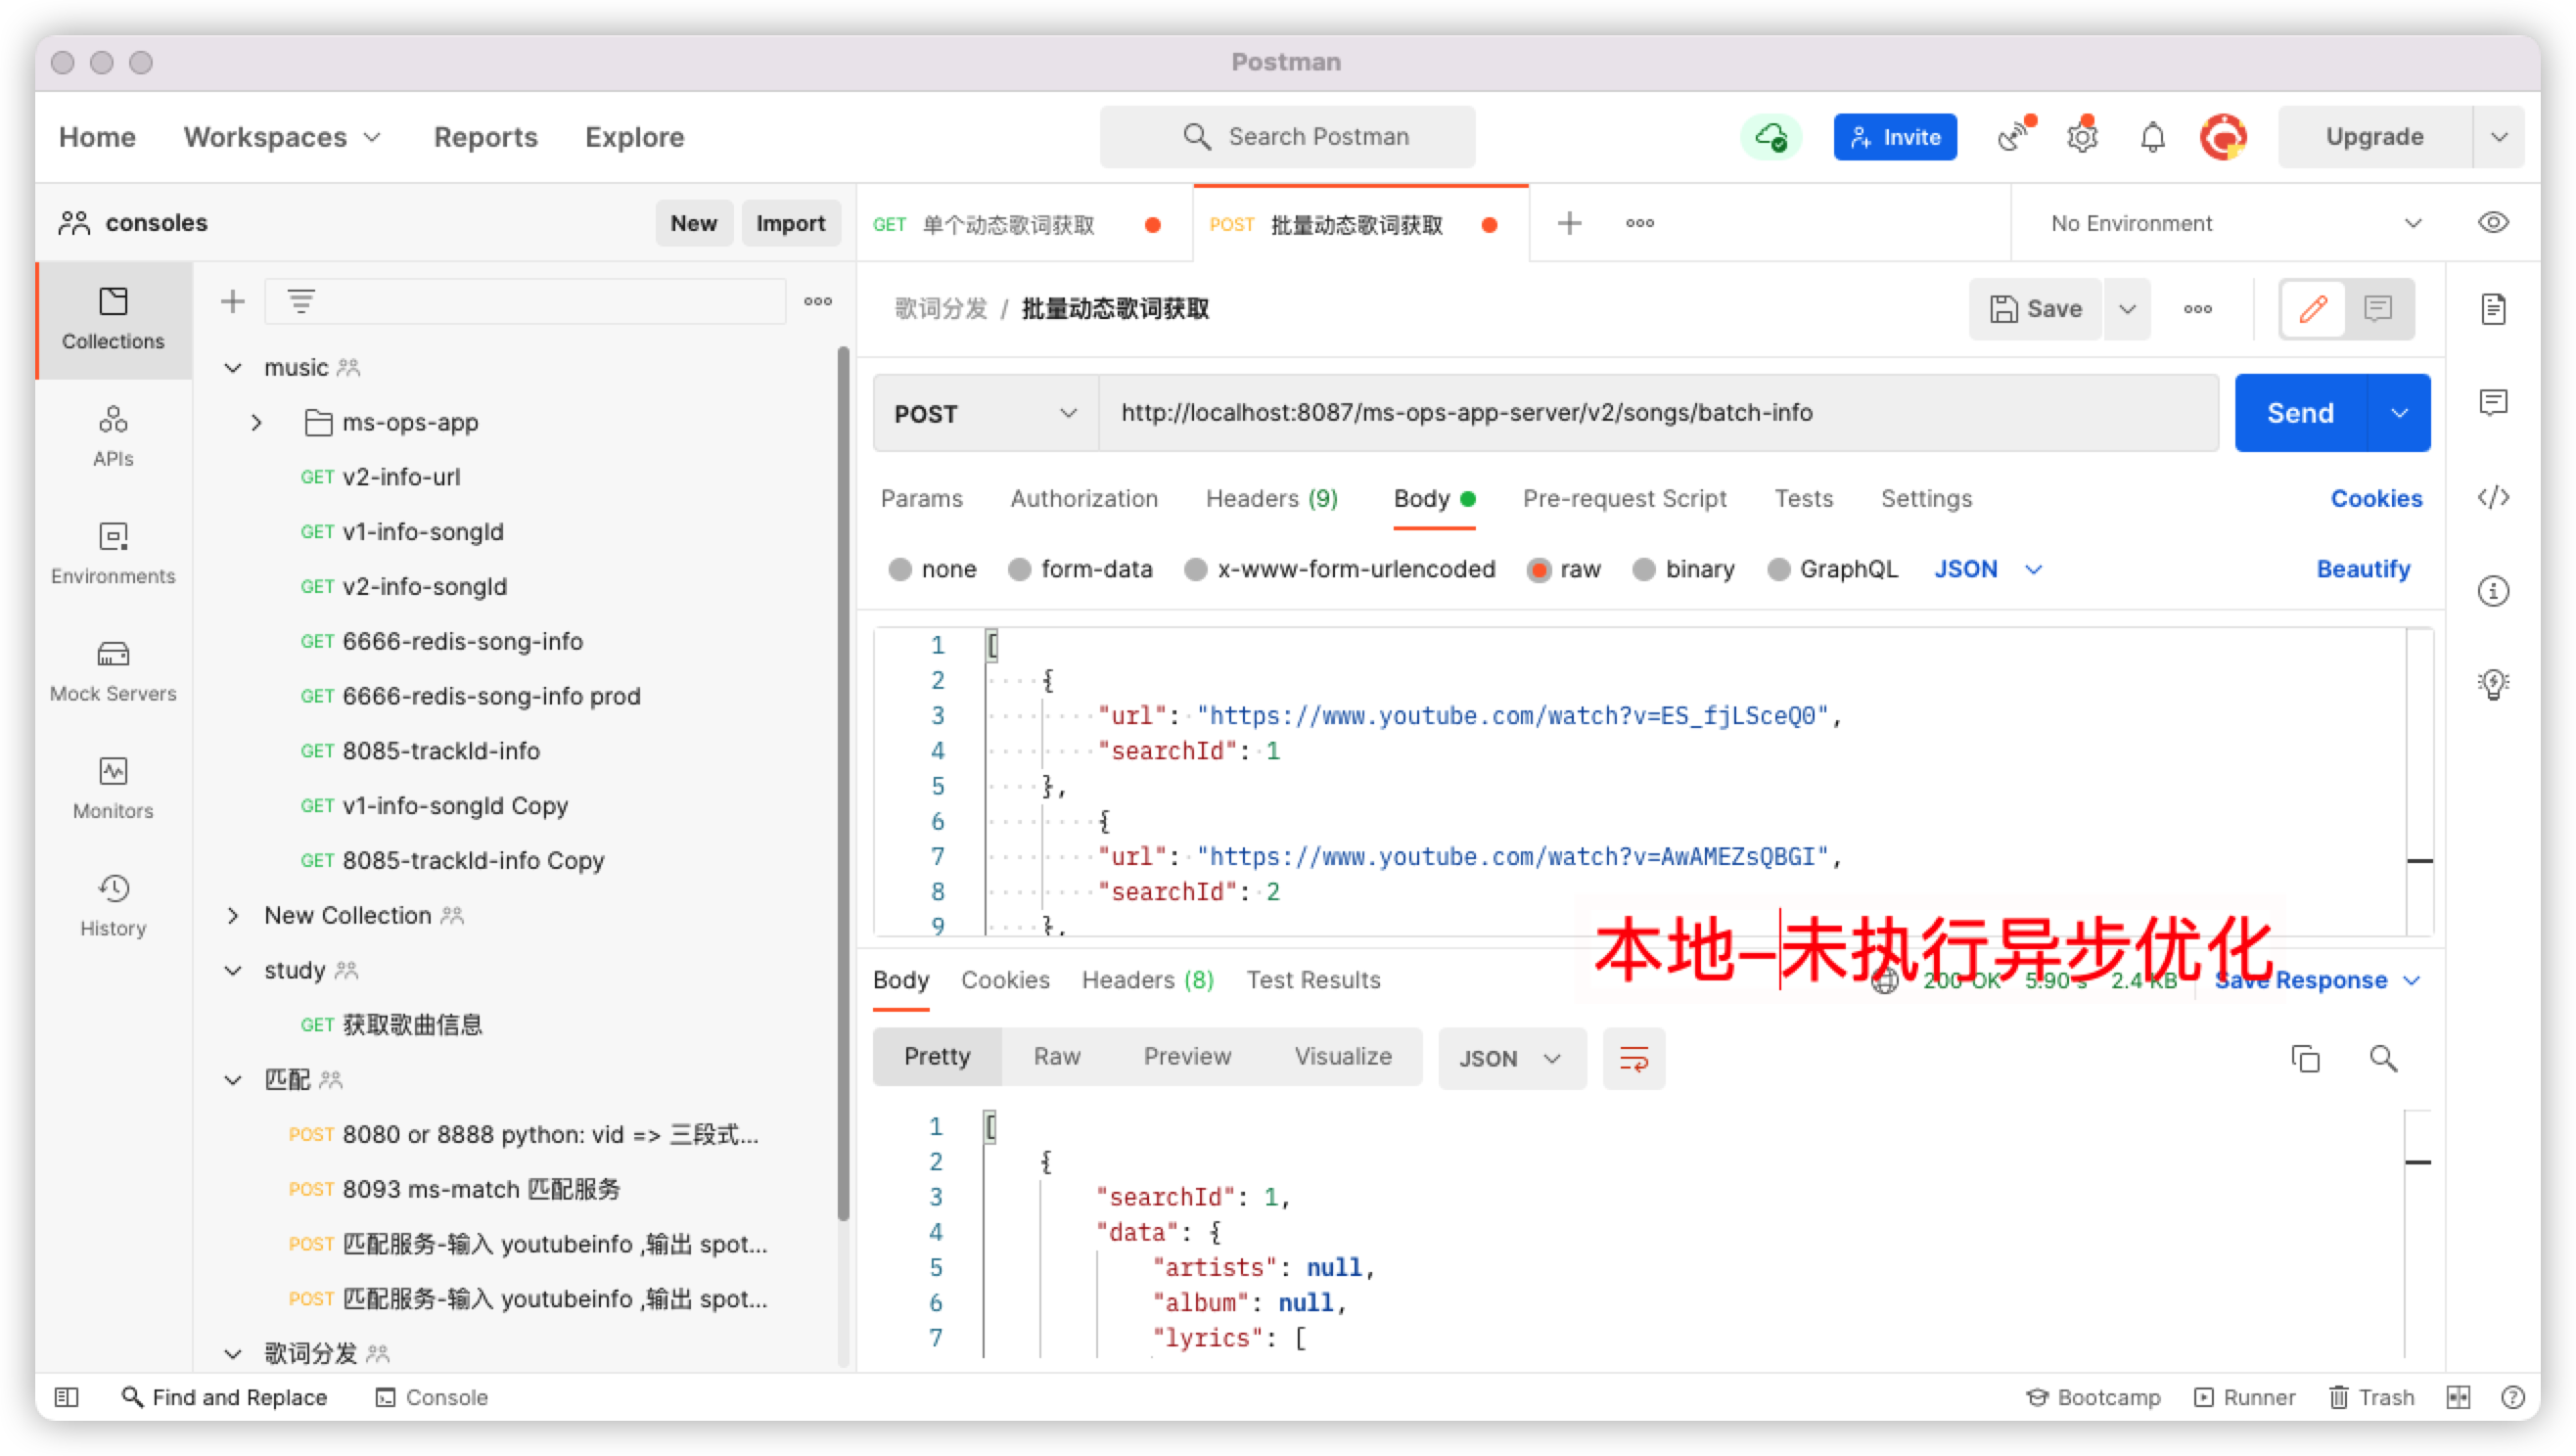 Postman
Home Workspaces Reports Explore Search Postman Invite Upgrade
consoles New Import
GET 单个动态歌词获取 POST 批量动态歌词获取 No Environment
Collections
APIs
Environments
Mock Servers
Monitors
History
music
ms-ops-app
GET v2-info-url
GET v1-info-songId
GET v2-info-songId
GET 6666-redis-song-info
GET 6666-redis-song-info prod
GET 8085-trackId-info
GET v1-info-songId Copy
GET 8085-trackId-info Copy
New Collection
study
GET 获取歌曲信息
匹配
POST 8080 or 8888 python: vid => 三段式...
POST 8093 ms-match 匹配服务
POST 匹配服务-输入 youtubeinfo ,输出 spot...
POST 匹配服务-输入 youtubeinfo ,输出 spot...
歌词分发
歌词分发 / 批量动态歌词获取 Save
POST http://localhost:8087/ms-ops-app-server/v2/songs/batch-info Send
Params Authorization Headers (9) Body Pre-request Script Tests Settings Cookies
none form-data x-www-form-urlencoded raw binary GraphQL JSON Beautify
1 [
2 {
3 "url": "https://www.youtube.com/watch?v=ES_fjLSceQ0",
4 "searchId": 1
5 },
6 {
7 "url": "https://www.youtube.com/watch?v=AwAMEZsQBGI",
8 "searchId": 2
9 },
本地-未执行异步优化
Body Cookies Headers (8) Test Results 200 OK 5.90 s 2.4 KB Save Response
Pretty Raw Preview Visualize JSON
1 [
2 {
3 "searchId": 1,
4 "data": {
5 "artists": null,
6 "album": null,
7 "lyrics": [
Find and Replace Console Bootcamp Runner Trash